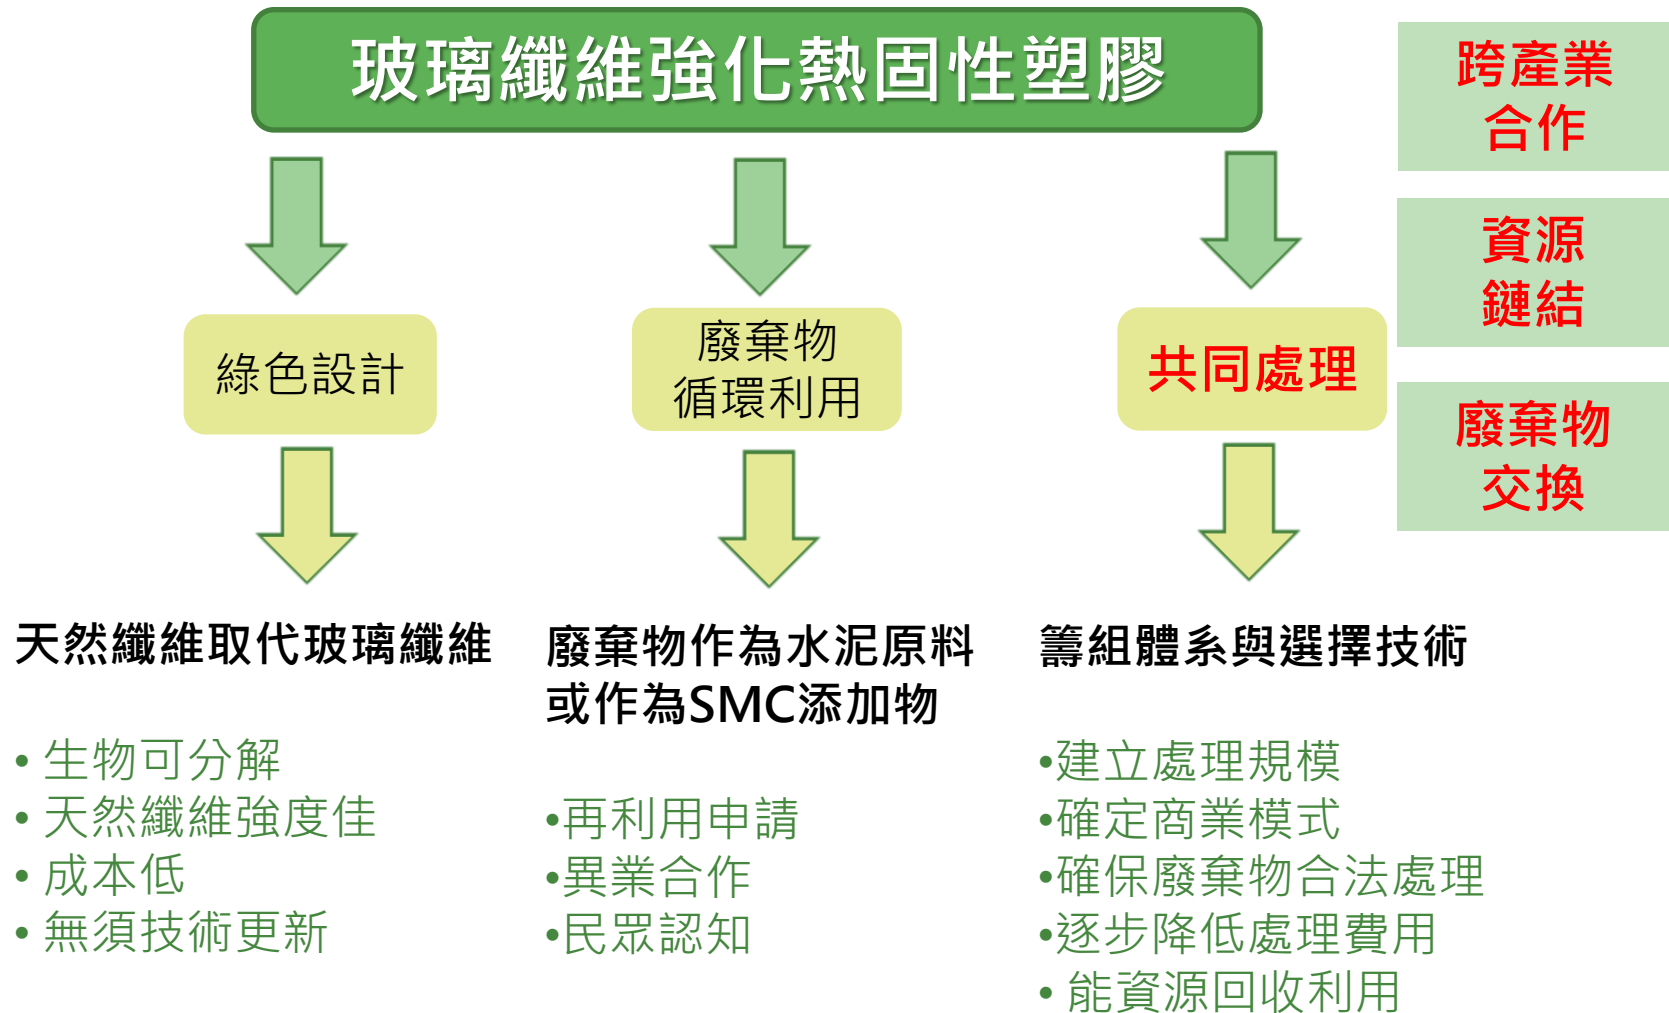 玻璃纖維強化熱固性塑膠
跨產業
合作
資源
鏈結
廢棄物
交換
綠色設計
廢棄物
循環利用
共同處理
天然纖維取代玻璃纖維
• 生物可分解
• 天然纖維強度佳
• 成本低
• 無須技術更新
廢棄物作為水泥原料
或作為SMC添加物
•再利用申請
•異業合作
•民眾認知
籌組體系與選擇技術
•建立處理規模
•確定商業模式
•確保廢棄物合法處理
•逐步降低處理費用
• 能資源回收利用